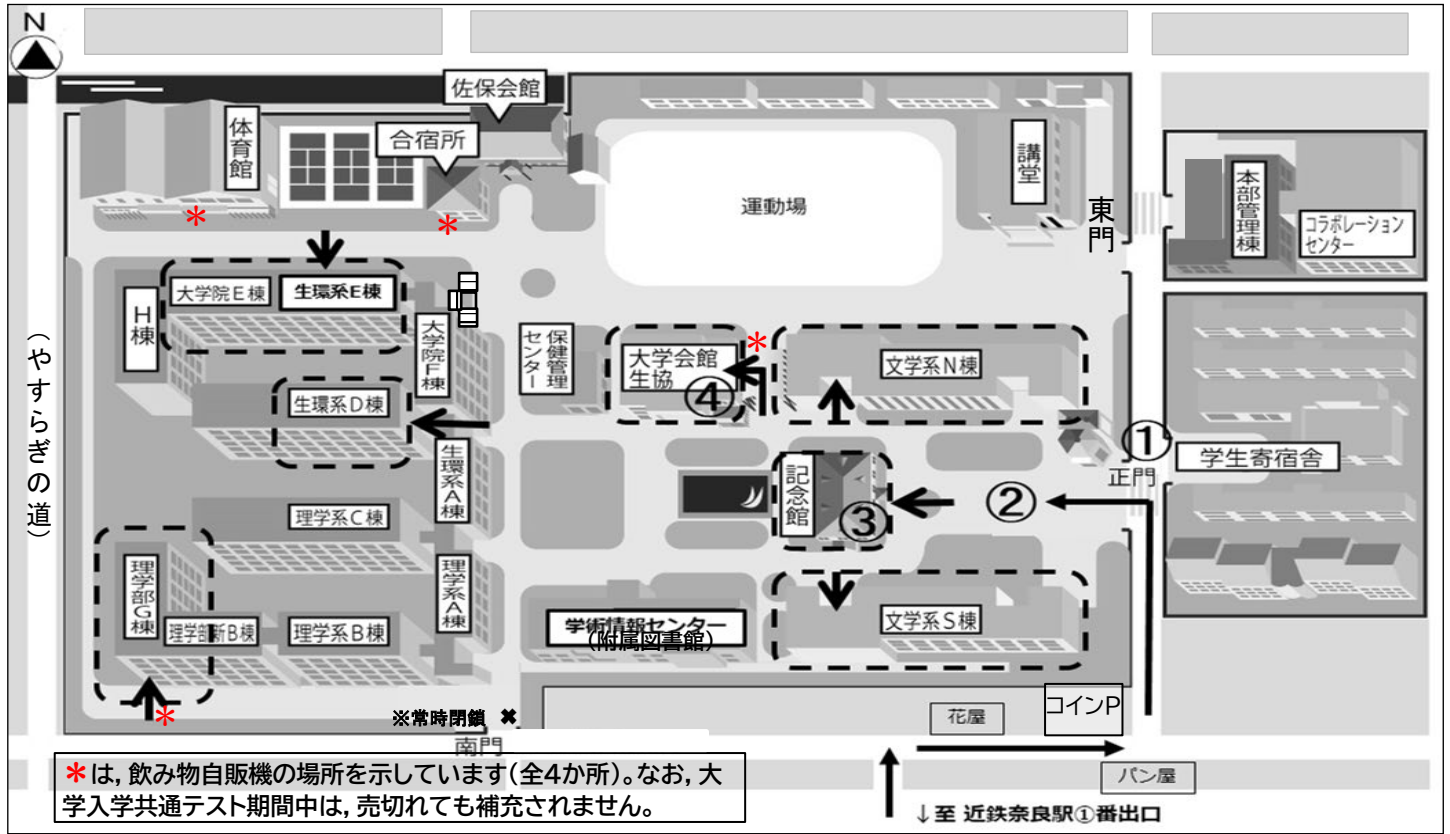 N
佐保会館
体育館
合宿所
運動場
講堂
東門
本部管理棟
コラボレーション
センター
大学院E棟
生環系E棟
H棟
大学院F棟
保健管理
センター
大学会館
生協
④
文学系N棟
(やすらぎの道)
生環系D棟
生環系A棟
①
正門
学生寄宿舎
記念館
③
②
理学系C棟
理学系A棟
理学部G棟
理学部新B棟
理学系B棟
学術情報センター
(附属図書館)
文学系S棟
※常時閉鎖 ✖
南門
花屋
コインP
パン屋
*は,飲み物自販機の場所を示しています(全4か所)。なお,大
学入学共通テスト期間中は,売切れても補充されません。
↓至 近鉄奈良駅①番出口